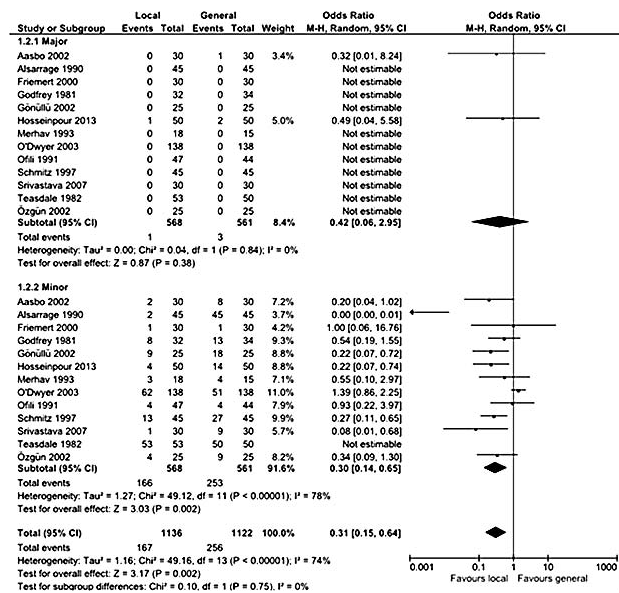 Local General Odds Ratio Odds Ratio
Study or Subgroup Events Total Events Total Weight M-H, Random, 95% CI M-H, Random, 95% CI
1.2.1 Major
Aasbo 2002 0 30 1 30 3.4% 0.32 [0.01, 8.24]
Alsarrage 1990 0 45 0 45 Not estimable
Friemert 2000 0 30 0 30 Not estimable
Godfrey 1981 0 32 0 34 Not estimable
Gönüllü 2002 0 25 0 25 Not estimable
Hosseinpour 2013 1 50 2 50 5.0% 0.49 [0.04, 5.58]
Merhav 1993 0 18 0 15 Not estimable
O'Dwyer 2003 0 138 0 138 Not estimable
Ofili 1991 0 47 0 44 Not estimable
Schmitz 1997 0 45 0 45 Not estimable
Srivastava 2007 0 30 0 30 Not estimable
Teasdale 1982 0 53 0 50 Not estimable
Özgün 2002 0 25 0 25 Not estimable
Subtotal (95% CI) 568 561 8.4% 0.42 [0.06, 2.95]
Total events 1 3
Heterogeneity: Tau² = 0.00; Chi² = 0.04, df = 1 (P = 0.84); I² = 0%
Test for overall effect: Z = 0.87 (P = 0.38)
1.2.2 Minor
Aasbo 2002 2 30 8 30 7.2% 0.20 [0.04, 1.02]
Alsarrage 1990 2 45 45 45 4.0% 0.00 [0.00, 0.01]
Friemert 2000 1 30 1 30 4.2% 1.00 [0.06, 16.76]
Godfrey 1981 8 32 13 34 9.3% 0.54 [0.19, 1.55]
Gönüllü 2002 9 25 18 25 8.8% 0.22 [0.07, 0.72]
Hosseinpour 2013 4 50 14 50 8.8% 0.22 [0.07, 0.74]
Merhav 1993 3 18 4 15 7.1% 0.55 [0.10, 2.97]
O'Dwyer 2003 62 138 51 138 11.0% 1.39 [0.86, 2.25]
Ofili 1991 4 47 4 44 8.0% 0.93 [0.22, 3.97]
Schmitz 1997 13 45 27 45 10.1% 0.27 [0.11, 0.65]
Srivastava 2007 1 30 9 30 5.7% 0.08 [0.01, 0.68]
Teasdale 1982 53 53 50 50 Not estimable
Özgün 2002 4 25 9 25 8.2% 0.34 [0.09, 1.30]
Subtotal (95% CI) 568 561 91.6% 0.30 [0.14, 0.65]
Total events 166 253
Heterogeneity: Tau² = 1.27; Chi² = 49.12, df = 11 (P < 0.00001); I² = 78%
Test for overall effect: Z = 3.03 (P = 0.002)
Total (95% CI) 1136 1122 100.0% 0.31 [0.15, 0.64]
Total events 167 256
Heterogeneity: Tau² = 1.16; Chi² = 49.16, df = 13 (P < 0.00001); I² = 74%
Test for overall effect: Z = 3.17 (P = 0.002)
Test for subgroup differences: Chi² = 0.10, df = 1 (P = 0.75), I² = 0%
0.001 0.1 1 10 1000
Favours local Favours general